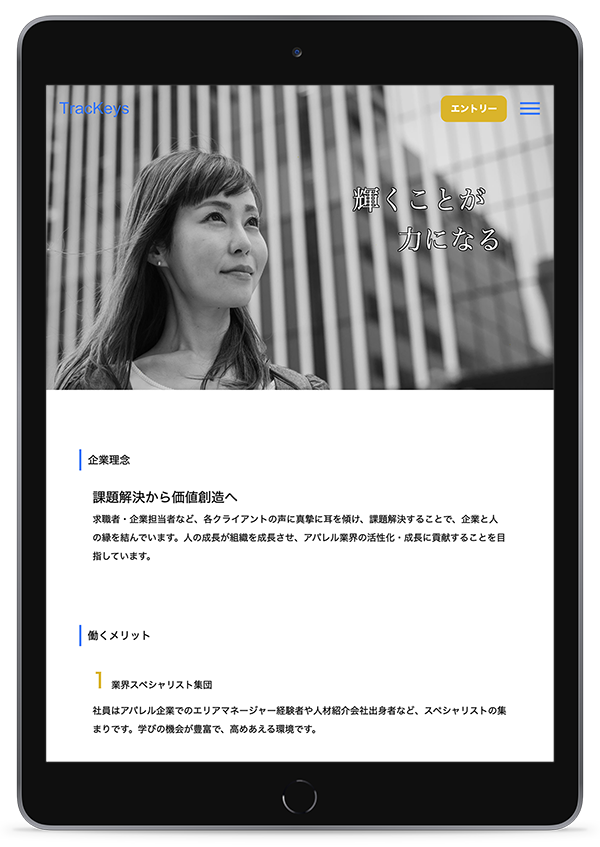 TracKeys
エントリー
輝くことが
力になる
企業理念
課題解決から価値創造へ
求職者・企業担当者など、各クライアントの声に真摯に耳を傾け、課題解決することで、企業と人
の縁を結んでいます。人の成長が組織を成長させ、アパレル業界の活性化・成長に貢献することを目
指しています。
働くメリット
1 業界スペシャリスト集団
社員はアパレル企業でのエリアマネージャー経験者や人材紹介会社出身者など、スペシャリストの集
まりです。学びの機会が豊富で、高めあえる環境です。